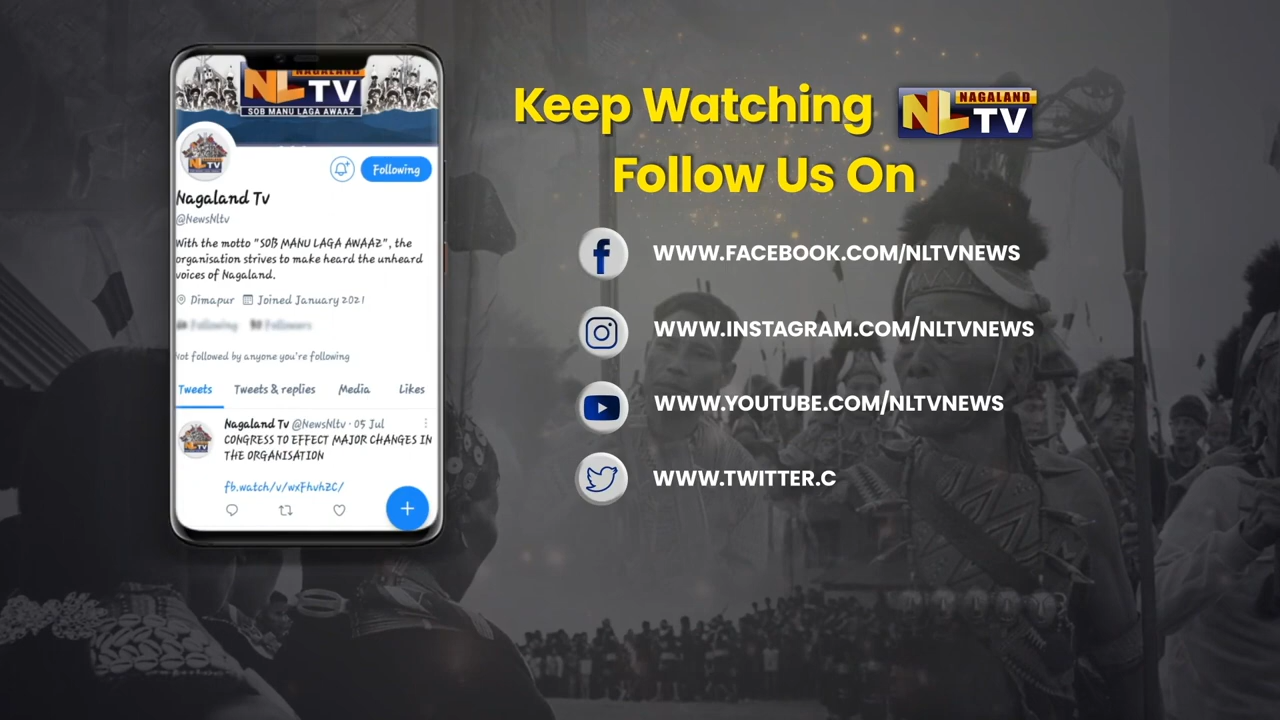 NAGALAND
NL TV
SOB MANU LAGA AWAAZ
Following
Nagaland Tv
@NewsNltv
With the motto "SOB MANU LAGA AWAAZ", the
organisation strives to make heard the unheard
voices of Nagaland.
Dimapur Joined January 2021
Following Followers
Not followed by anyone you're following
Tweets Tweets & replies Media Likes
Nagaland Tv @NewsNltv · 05 Jul
CONGRESS TO EFFECT MAJOR CHANGES IN
THE ORGANISATION
fb.watch/v/wxFhvhZC/
Keep Watching
NL NAGALAND TV
Follow Us On
WWW.FACEBOOK.COM/NLTVNEWS
WWW.INSTAGRAM.COM/NLTVNEWS
WWW.YOUTUBE.COM/NLTVNEWS
WWW.TWITTER.C